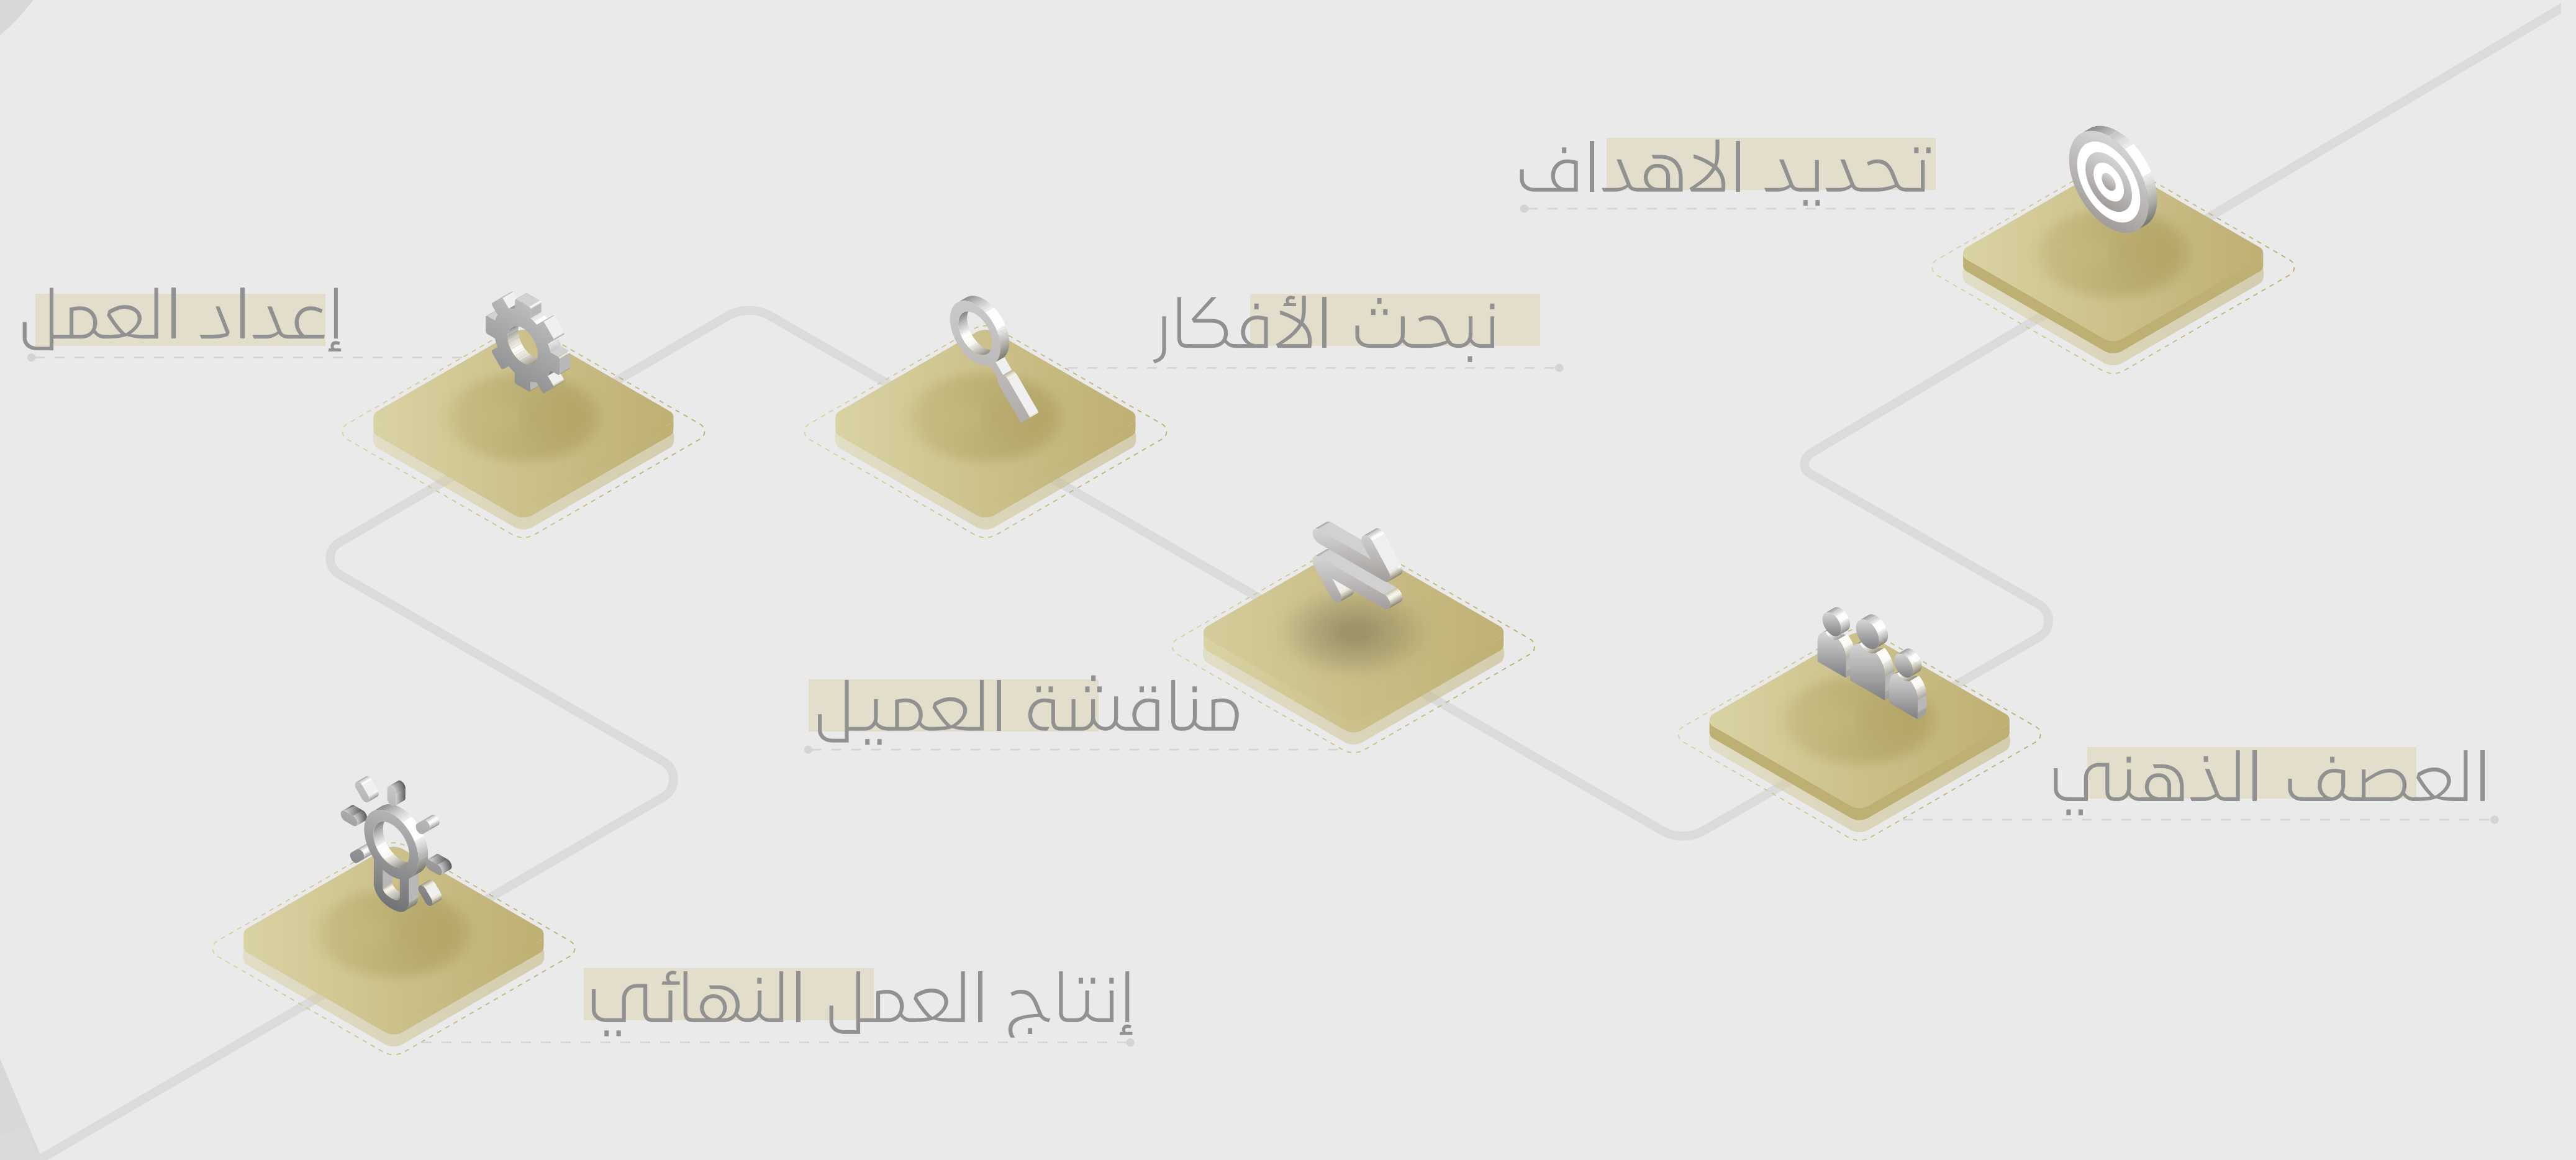 تحديد الاهداف
العصف الذهني
مناقشة العميل
نبحث الأفكار
إعداد العمل
إنتاج العمل النهائي